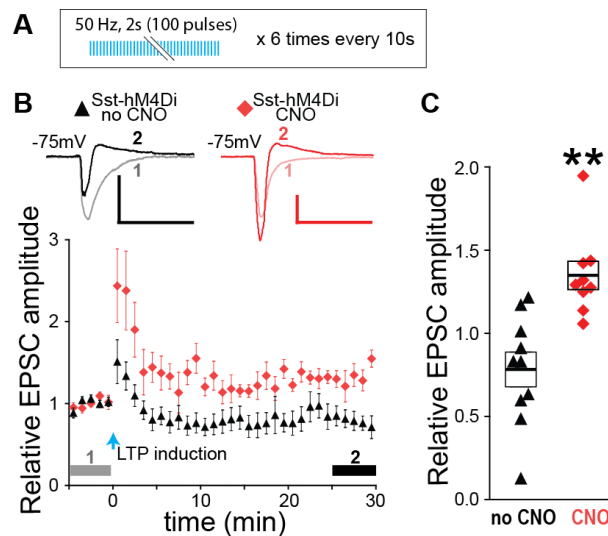 A
50 Hz, 2s (100 pulses)
x 6 times every 10s
B
Sst-hM4Di
no CNO
Sst-hM4Di
CNO
-75mV
2
1
-75mV
2
1
Relative EPSC amplitude
3
2
1
0
LTP induction
1
2
0
10
20
30
time (min)
C
**
Relative EPSC amplitude
2.0
1.5
1.0
0.5
0.0
no CNO
CNO